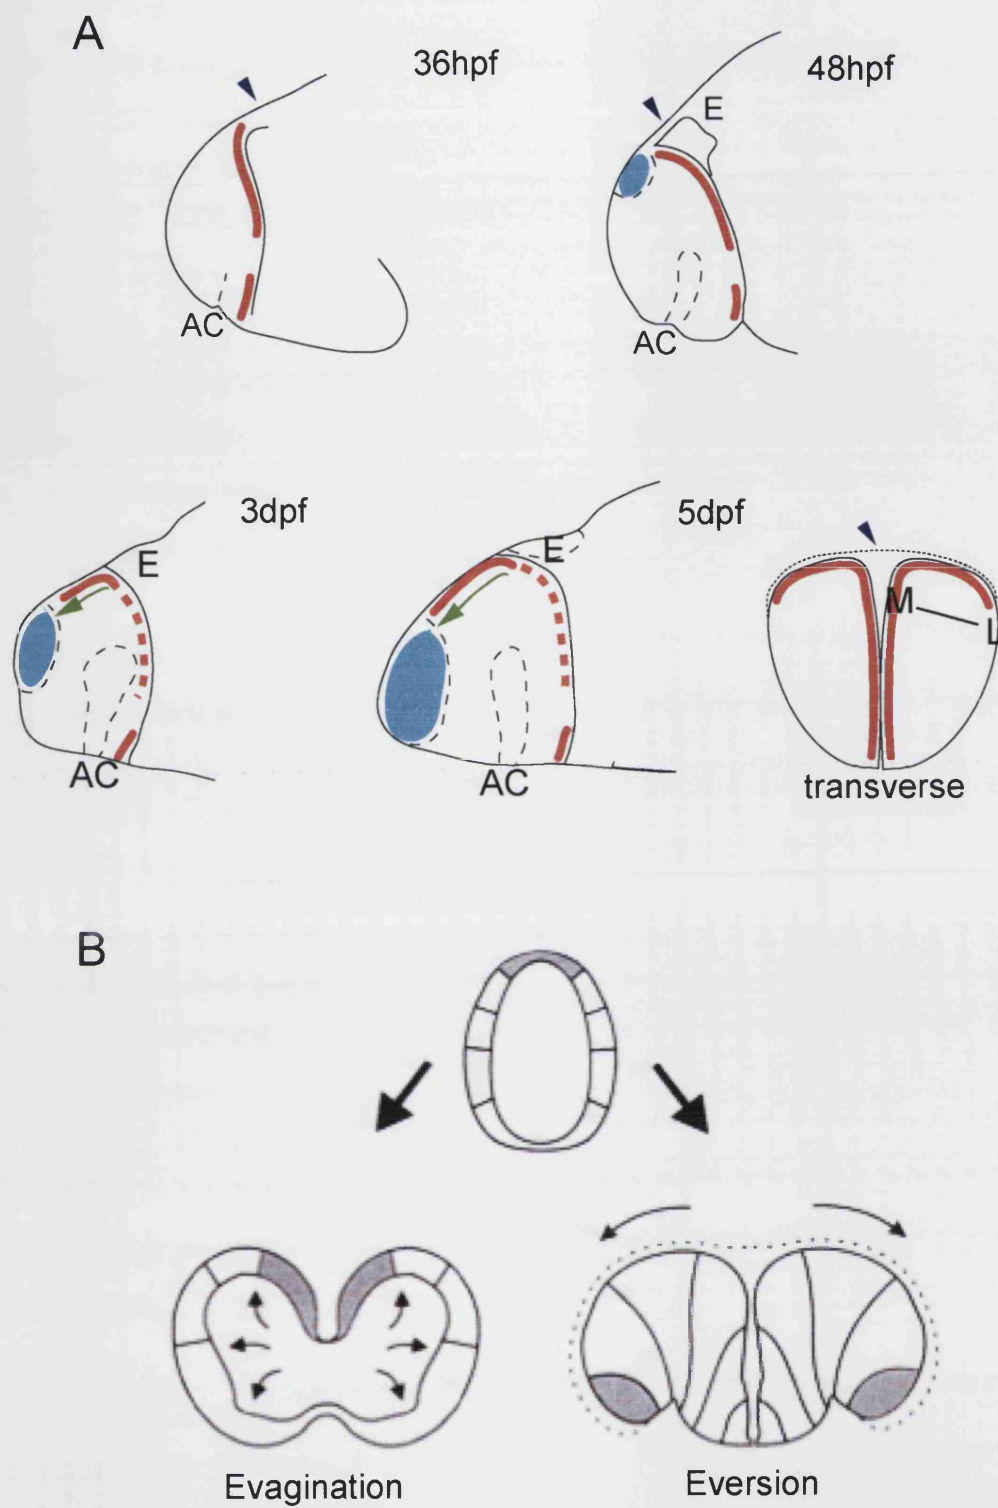 A
36hpf
48hpf
E
AC
AC
3dpf
5dpf
E
E
M
L
AC
AC
transverse
B
Evagination
Eversion